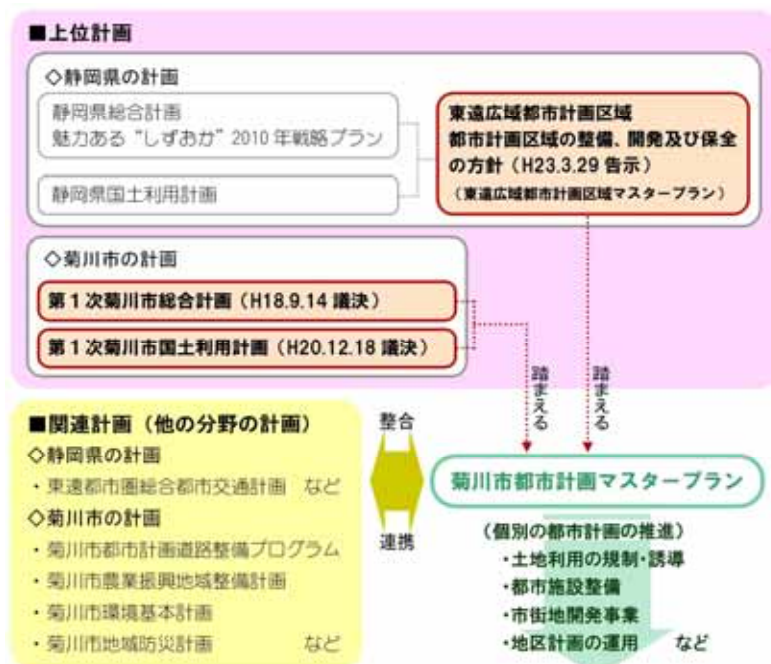 ■上位計画
◇静岡県の計画
静岡県総合計画
魅力ある“しずおか”2010年戦略プラン
静岡県国土利用計画
東遠広域都市計画区域
都市計画区域の整備、開発及び保全
の方針（H23.3.29 告示）
（東遠広域都市計画区域マスタープラン）
◇菊川市の計画
第1次菊川市総合計画（H18.9.14 議決）
第1次菊川市国土利用計画（H20.12.18 議決）
踏まえる
踏まえる
■関連計画（他の分野の計画）
◇静岡県の計画
・東遠都市圏総合都市交通計画　など
◇菊川市の計画
・菊川市都市計画道路整備プログラム
・菊川市農業振興地域整備計画
・菊川市環境基本計画
・菊川市地域防災計画　など
整合
連携
菊川市都市計画マスタープラン
（個別の都市計画の推進）
・土地利用の規制・誘導
・都市施設整備
・市街地開発事業
・地区計画の運用　など